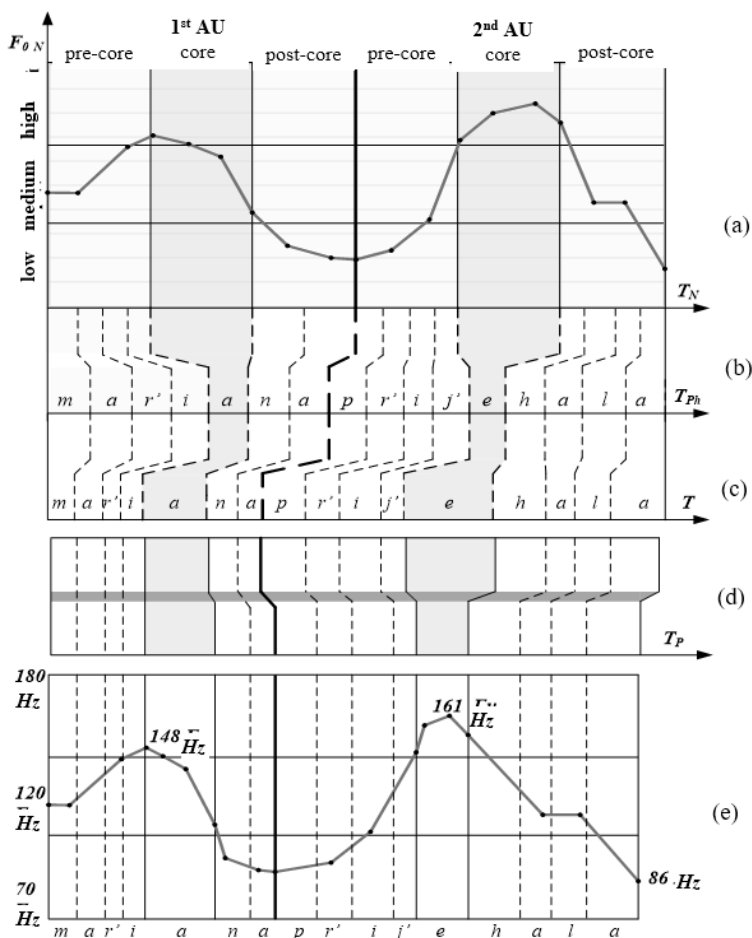 1st AU
2nd AU
F0 N
pre-core
core
post-core
pre-core
core
post-core
high
medium
low
(a)
TN
(b)
m a r' i a n a p r' i j' e h a l a
TPh
(c)
m a r' i a n a p r' i j' e h a l a
T
(d)
TP
180
Hz
148
Hz
161
Hz
120
Hz
(e)
86 Hz
70
Hz
m a r' i a n a p r' i j' e h a l a